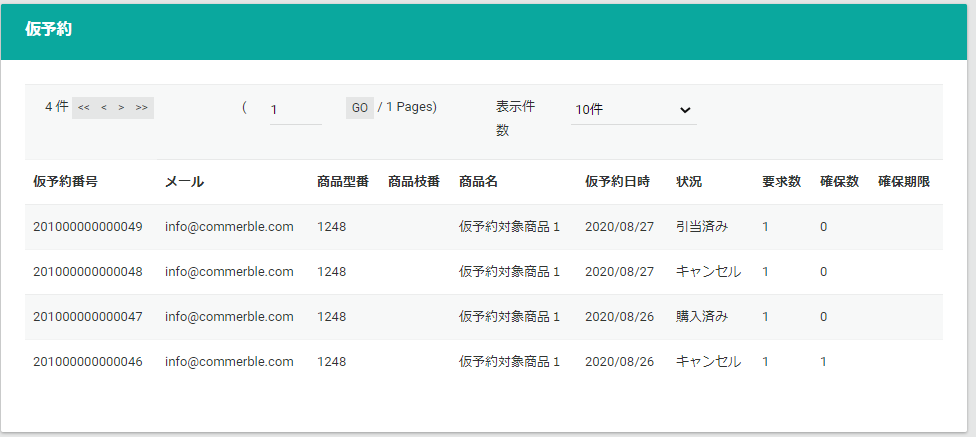 仮予約
4 件 << < > >> ( 1 GO / 1 Pages) 表示件数 10件
仮予約番号 メール 商品型番 商品枝番 商品名 仮予約日時 状況 要求数 確保数 確保期限
201000000000049 info@commerble.com 1248 仮予約対象商品 1 2020/08/27 引当済み 1 0
201000000000048 info@commerble.com 1248 仮予約対象商品 1 2020/08/27 キャンセル 1 0
201000000000047 info@commerble.com 1248 仮予約対象商品 1 2020/08/26 購入済み 1 0
201000000000046 info@commerble.com 1248 仮予約対象商品 1 2020/08/26 キャンセル 1 1